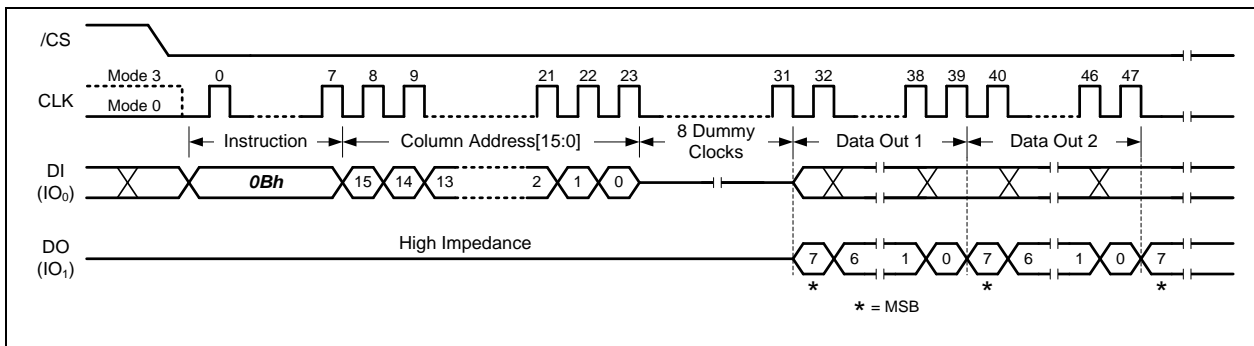 /CS
Mode 3 0 7 8 9 21 22 23 31 32 38 39 40 46 47
CLK
Mode 0
Instruction Column Address[15:0] 8 Dummy Clocks Data Out 1 Data Out 2
DI
(IO0)
0Bh 15 14 13 2 1 0
DO
(IO1)
High Impedance
7 6 1 0 7 6 1 0 7
* * *
* = MSB